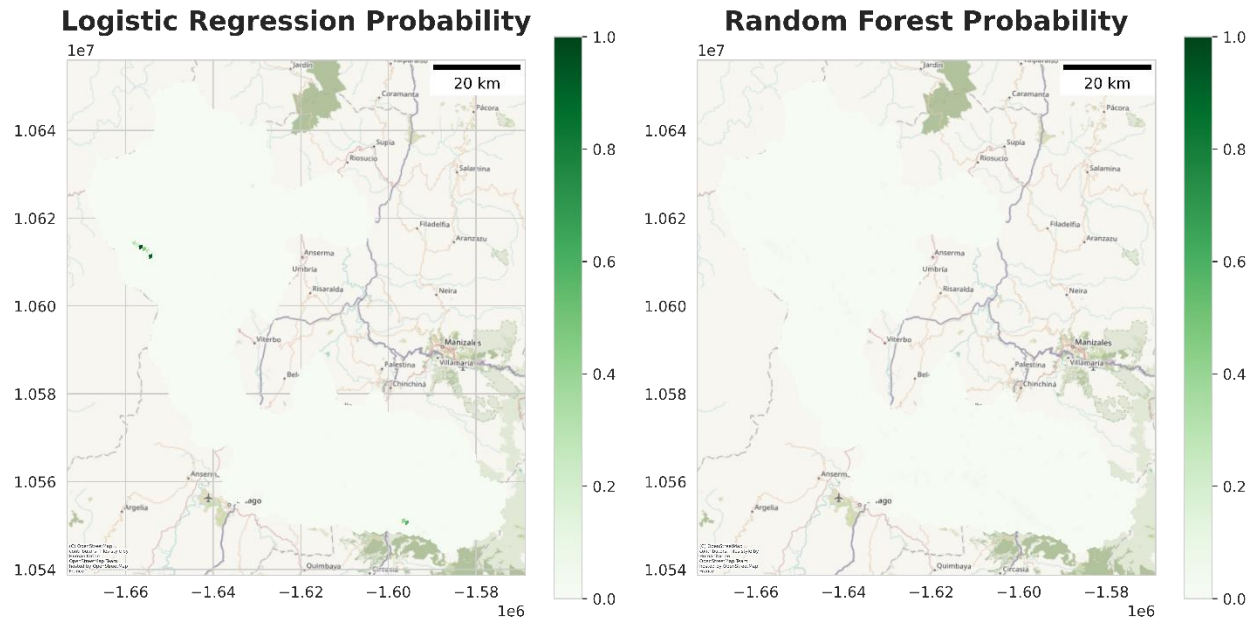 Logistic Regression Probability
1e7
20 km
Jardín
Caramanta
Pácora
Supía
Riosucio
Salamina
Filadelfia
Aranzazu
Anserma
Umbría
Risaralda
Neira
Viterbo
Manizales
Palestina
Villamaría
Bel-
Chinchiná
Anserm
ago
Argelia
Quimbaya
Circasia
1.064
1.062
1.060
1.058
1.056
1.054
−1.66
−1.64
−1.62
−1.60
−1.58
1e6
1.0
0.8
0.6
0.4
0.2
0.0
Random Forest Probability
1e7
20 km
Jardín
Caramanta
Pácora
Supía
Riosucio
Salamina
Filadelfia
Aranzazu
Anserma
Umbría
Risaralda
Neira
Viterbo
Manizales
Palestina
Villamaría
Bel-
Chinchiná
Anserm
ago
Argelia
Quimbaya
Circasia
1.064
1.062
1.060
1.058
1.056
1.054
−1.66
−1.64
−1.62
−1.60
−1.58
1e6
1.0
0.8
0.6
0.4
0.2
0.0